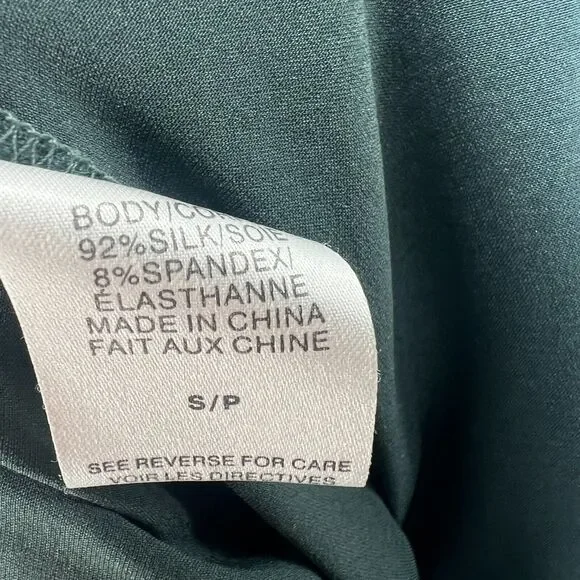 BODY/
92%SILK/SOIE
8%SPANDEX/
ÉLASTHANNE
MADE IN CHINA
FAIT AUX CHINE
S/P
SEE REVERSE FOR CARE
VOIR LES DIRECTIVES